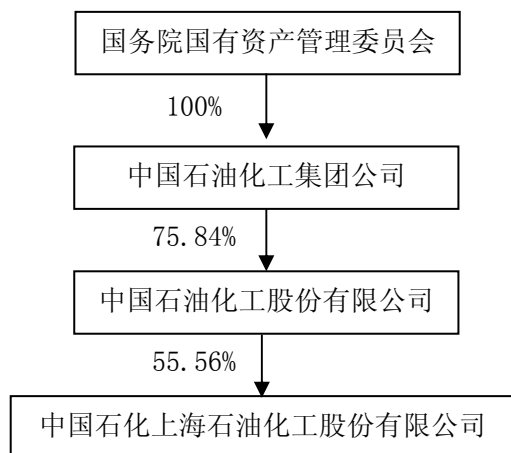 国务院国有资产管理委员会
100%
中国石油化工集团公司
75.84%
中国石油化工股份有限公司
55.56%
中国石化上海石油化工股份有限公司